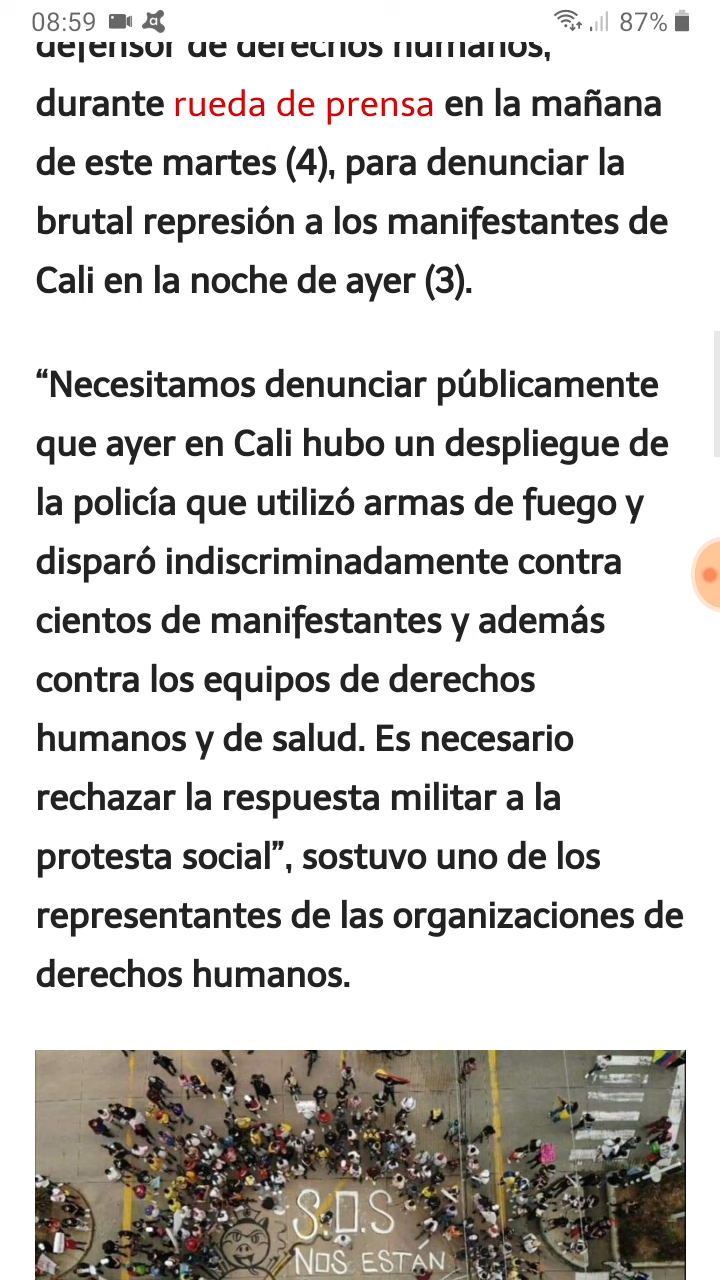 08:59 87%
defensor de derechos humanos,
durante rueda de prensa en la mañana
de este martes (4), para denunciar la
brutal represión a los manifestantes de
Cali en la noche de ayer (3).
“Necesitamos denunciar públicamente
que ayer en Cali hubo un despliegue de
la policía que utilizó armas de fuego y
disparó indiscriminadamente contra
cientos de manifestantes y además
contra los equipos de derechos
humanos y de salud. Es necesario
rechazar la respuesta militar a la
protesta social”, sostuvo uno de los
representantes de las organizaciones de
derechos humanos.
S.O.S
NOS ESTÁN